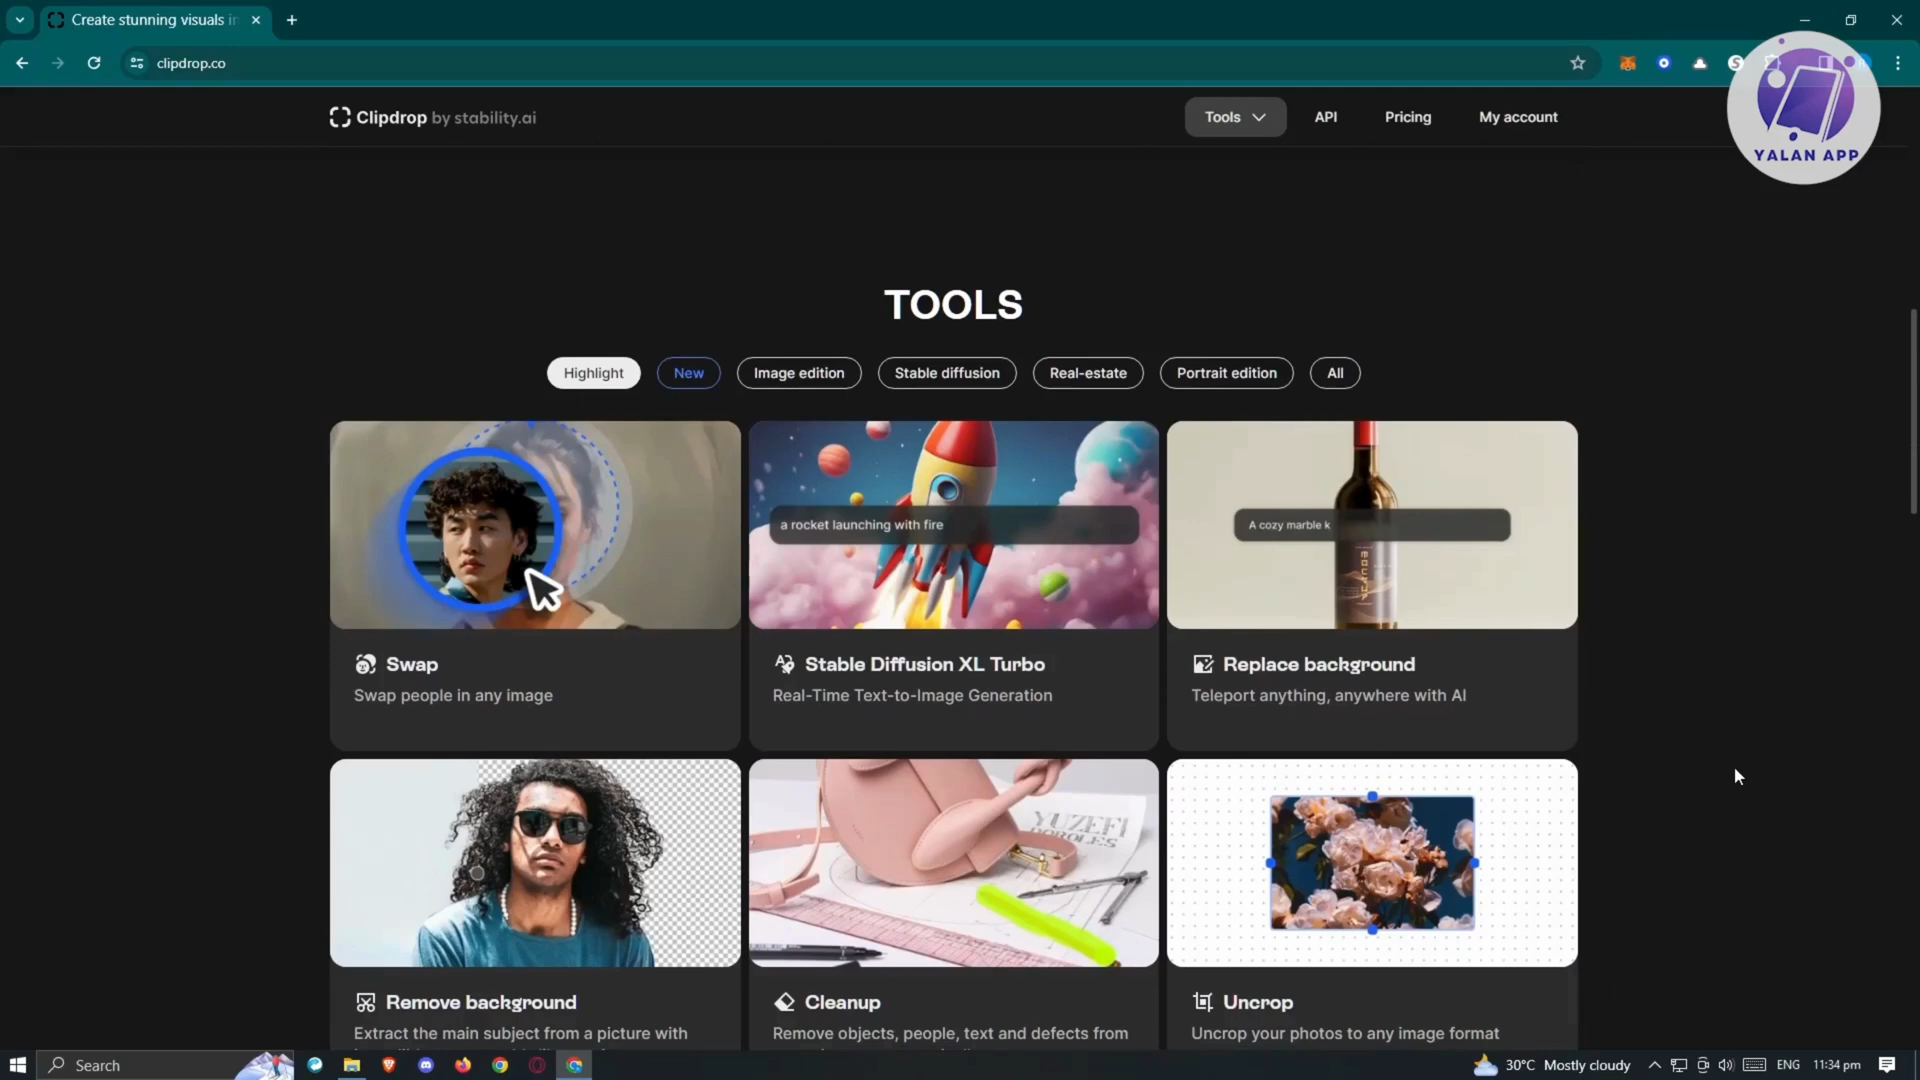 Create stunning visuals in
clipdrop.co
YALAN APP
Clipdrop by stability.ai
Tools
API
Pricing
My account
TOOLS
Highlight
New
Image edition
Stable diffusion
Real-estate
Portrait edition
All
a rocket launching with fire
A cozy marble k
Swap
Swap people in any image
Stable Diffusion XL Turbo
Real-Time Text-to-Image Generation
Replace background
Teleport anything, anywhere with AI
YUZEFI
Remove background
Extract the main subject from a picture with
Cleanup
Remove objects, people, text and defects from
Uncrop
Uncrop your photos to any image format
Search
30°C Mostly cloudy
ENG
11:34 pm